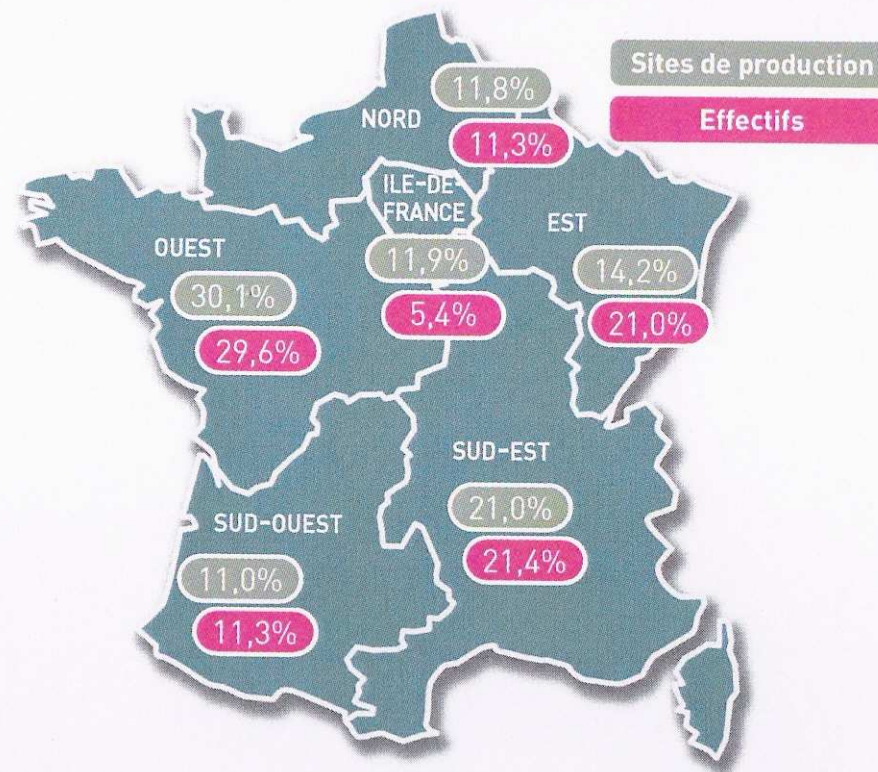 Sites de production
Effectifs
NORD
11,8%
11,3%
ILE-DE-
FRANCE
11,9%
5,4%
EST
14,2%
21,0%
OUEST
30,1%
29,6%
SUD-EST
21,0%
21,4%
SUD-OUEST
11,0%
11,3%